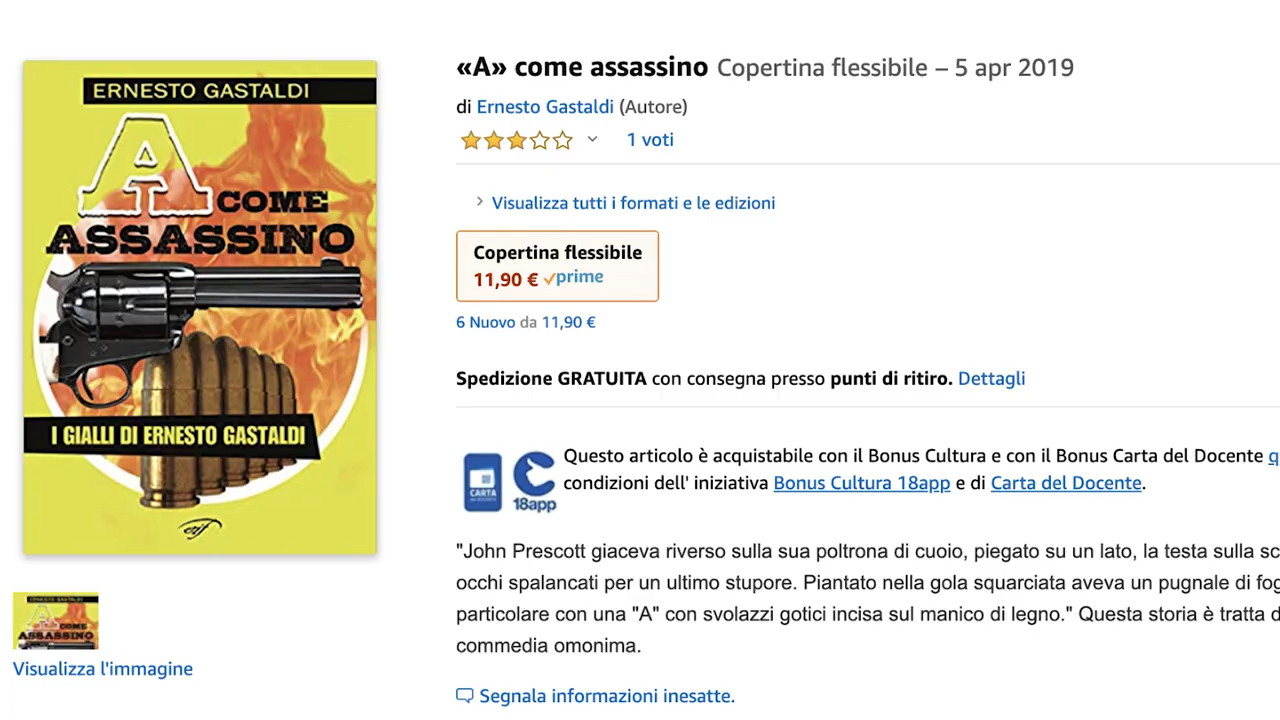 ERNESTO GASTALDI
A COME
ASSASSINO
I GIALLI DI ERNESTO GASTALDI
Visualizza l'immagine
«A» come assassino Copertina flessibile – 5 apr 2019
di Ernesto Gastaldi (Autore)
1 voti
Visualizza tutti i formati e le edizioni
Copertina flessibile
11,90 € prime
6 Nuovo da 11,90 €
Spedizione GRATUITA con consegna presso punti di ritiro. Dettagli
CARTA
18app
Questo articolo è acquistabile con il Bonus Cultura e con il Bonus Carta del Docente
condizioni dell' iniziativa Bonus Cultura 18app e di Carta del Docente.
"John Prescott giaceva riverso sulla sua poltrona di cuoio, piegato su un lato, la testa sulla
occhi spalancati per un ultimo stupore. Piantato nella gola squarciata aveva un pugnale di
particolare con una "A" con svolazzi gotici incisa sul manico di legno." Questa storia è tratta
commedia omonima.
Segnala informazioni inesatte.